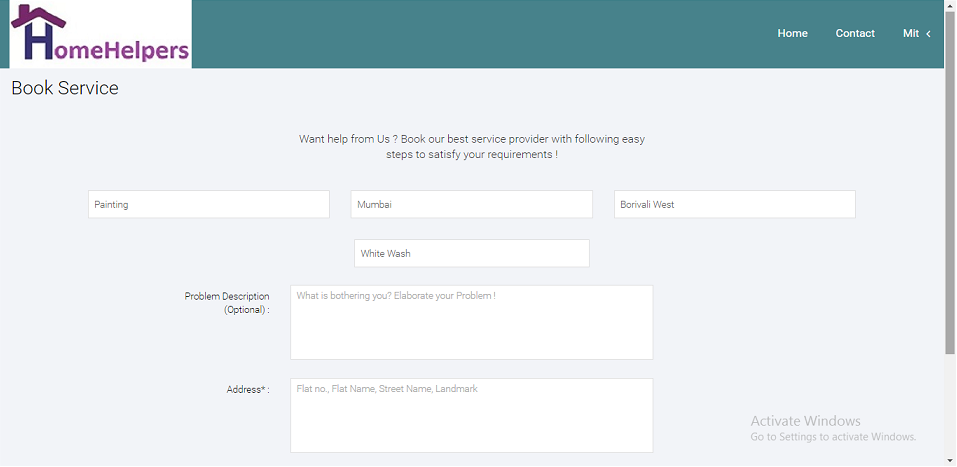 HomeHelpers
Home
Contact
Mit
Book Service
Want help from Us ? Book our best service provider with following easy
steps to satisfy your requirements !
Painting
Mumbai
Borivali West
White Wash
Problem Description
(Optional) :
What is bothering you? Elaborate your Problem !
Address* :
Flat no., Flat Name, Street Name, Landmark
Activate Windows
Go to Settings to activate Windows.